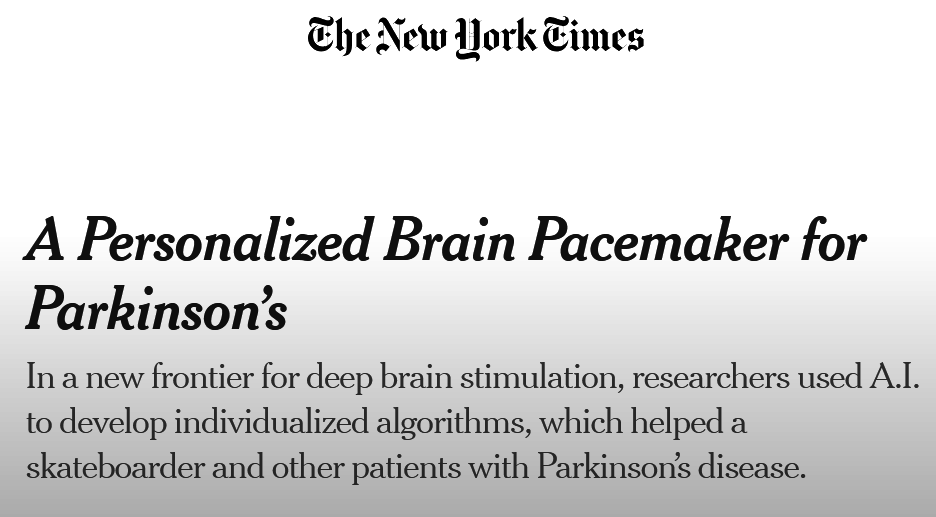 The New York Times
A Personalized Brain Pacemaker for
Parkinson’s
In a new frontier for deep brain stimulation, researchers used A.I.
to develop individualized algorithms, which helped a
skateboarder and other patients with Parkinson’s disease.